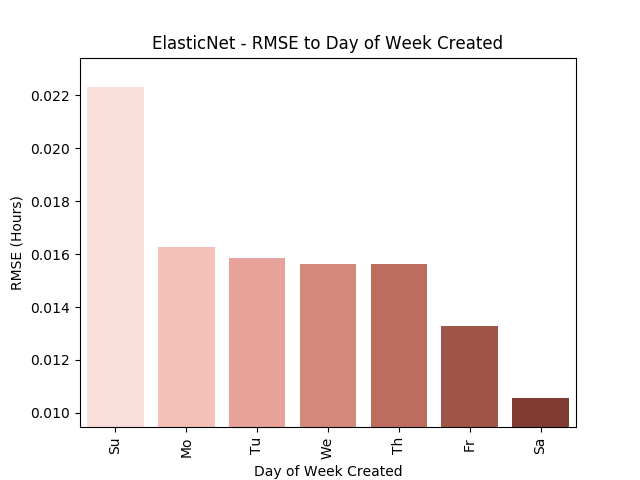 ElasticNet - RMSE to Day of Week Created
RMSE (Hours)
0.022
0.020
0.018
0.016
0.014
0.012
0.010
Su Mo Tu We Th Fr Sa
Day of Week Created